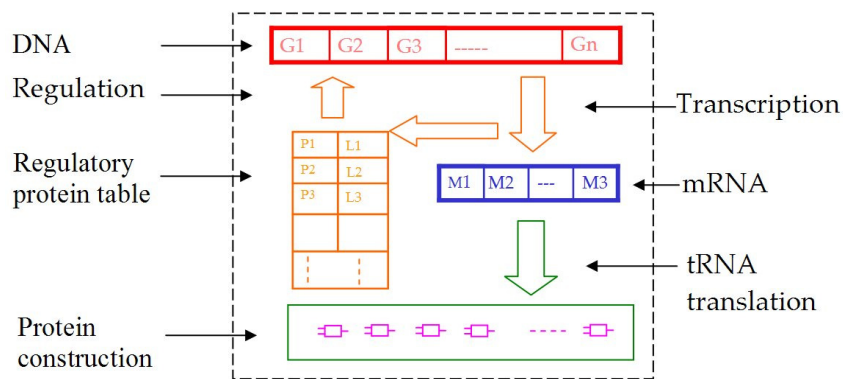 DNA
G1 G2 G3 ----- Gn
Regulation
Transcription
P1 L1
P2 L2
P3 L3
Regulatory
protein table
M1 M2 --- M3
mRNA
tRNA
translation
Protein
construction